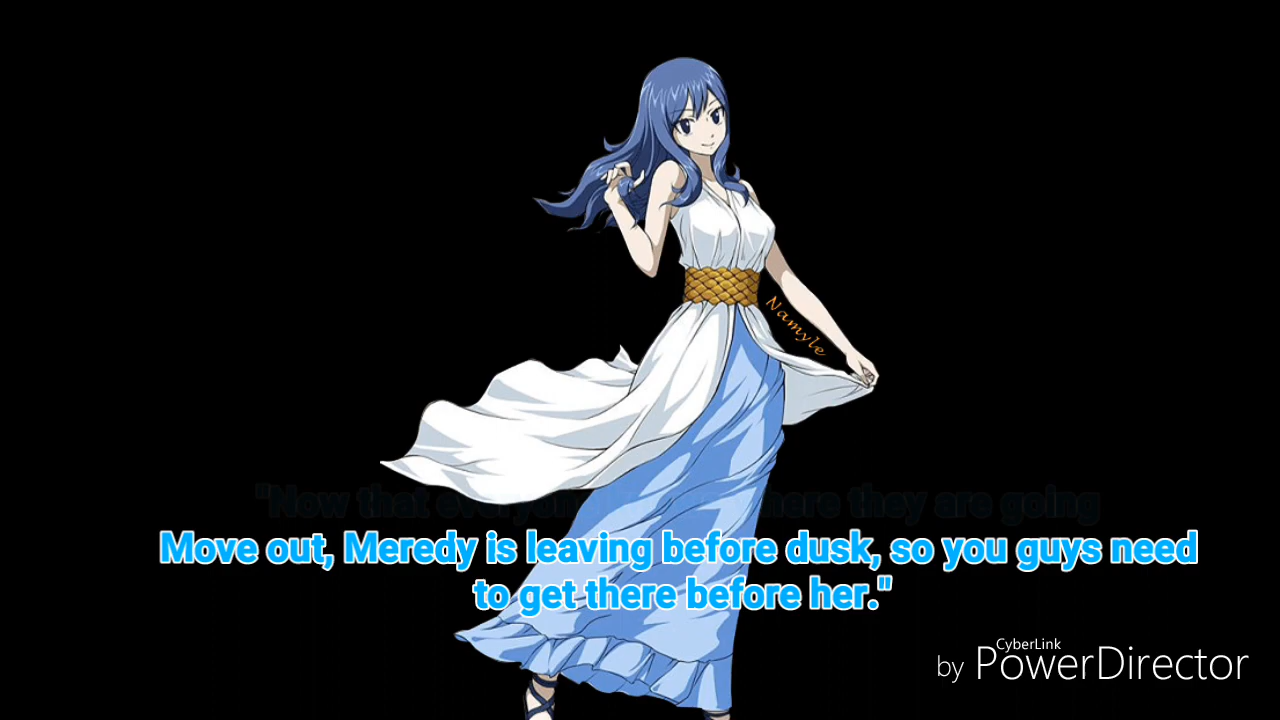 Namyle
"Now that everyone where they are going
Move out, Meredy is leaving before dusk, so you guys need
to get there before her."
CyberLink
by PowerDirector